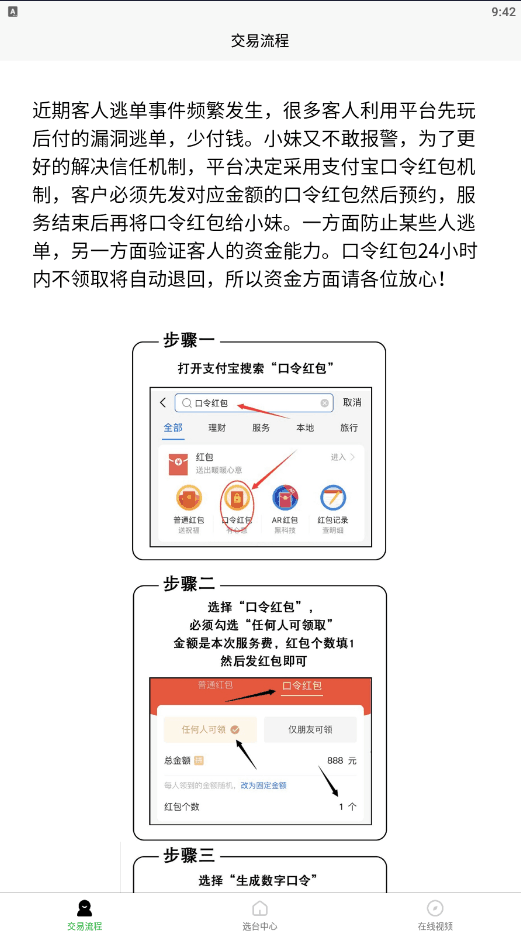 A
9:42
交易流程
近期客人逃单事件频繁发生，很多客人利用平台先玩
后付的漏洞逃单，少付钱。小妹又不敢报警，为了更
好的解决信任机制，平台决定采用支付宝口令红包机
制，客户必须先发对应金额的口令红包然后预约，服
务结束后再将口令红包给小妹。一方面防止某些人逃
单，另一方面验证客人的资金能力。口令红包24小时
内不领取将自动退回，所以资金方面请各位放心！
步骤一
打开支付宝搜索“口令红包”
口令红包
取消
全部 理财 服务 本地 旅行
红包
进入
送出暖暖心意
普通红包 口令红包 AR红包 红包记录
送祝福 黑科技 查明细
步骤二
选择“口令红包”，
必须勾选“任何人可领取”
金额是本次服务费，红包个数填1
然后发红包即可
普通红包 口令红包
任何人可领 仅朋友可领
总金额 888 元
每人领到的金额随机，改为固定金额
红包个数 1 个
步骤三
选择“生成数字口令”
交易流程 选台中心 在线视频